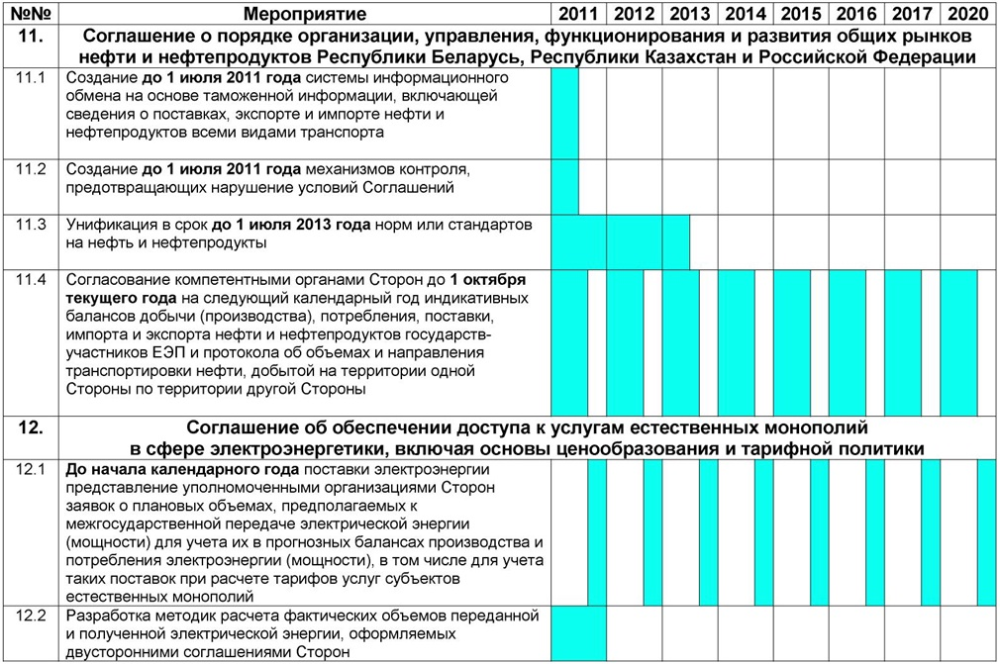 №№ Мероприятие 2011 2012 2013 2014 2015 2016 2017 2020
11. Соглашение о порядке организации, управления, функционирования и развития общих рынков
нефти и нефтепродуктов Республики Беларусь, Республики Казахстан и Российской Федерации
11.1 Создание до 1 июля 2011 года системы информационного
обмена на основе таможенной информации, включающей
сведения о поставках, экспорте и импорте нефти и
нефтепродуктов всеми видами транспорта
11.2 Создание до 1 июля 2011 года механизмов контроля,
предотвращающих нарушение условий Соглашений
11.3 Унификация в срок до 1 июля 2013 года норм или стандартов
на нефть и нефтепродукты
11.4 Согласование компетентными органами Сторон до 1 октября
текущего года на следующий календарный год индикативных
балансов добычи (производства), потребления, поставки,
импорта и экспорта нефти и нефтепродуктов государств-
участников ЕЭП и протокола об объемах и направления
транспортировки нефти, добытой на территории одной
Стороны по территории другой Стороны
12. Соглашение об обеспечении доступа к услугам естественных монополий
в сфере электроэнергетики, включая основы ценообразования и тарифной политики
12.1 До начала календарного года поставки электроэнергии
представление уполномоченными организациями Сторон
заявок о плановых объемах, предполагаемых к
межгосударственной передаче электрической энергии
(мощности) для учета их в прогнозных балансах производства и
потребления электроэнергии (мощности), в том числе для учета
таких поставок при расчете тарифов услуг субъектов
естественных монополий
12.2 Разработка методик расчета фактических объемов переданной
и полученной электрической энергии, оформляемых
двусторонними соглашениями Сторон